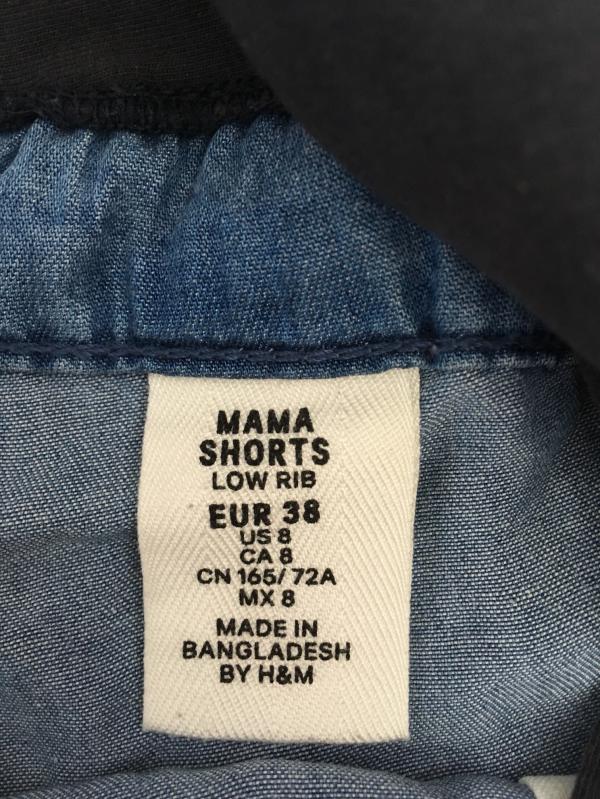 MAMA
SHORTS
LOW RIB
EUR 38
US 8
CA 8
CN 165/72A
MX 8
MADE IN
BANGLADESH
BY H&M